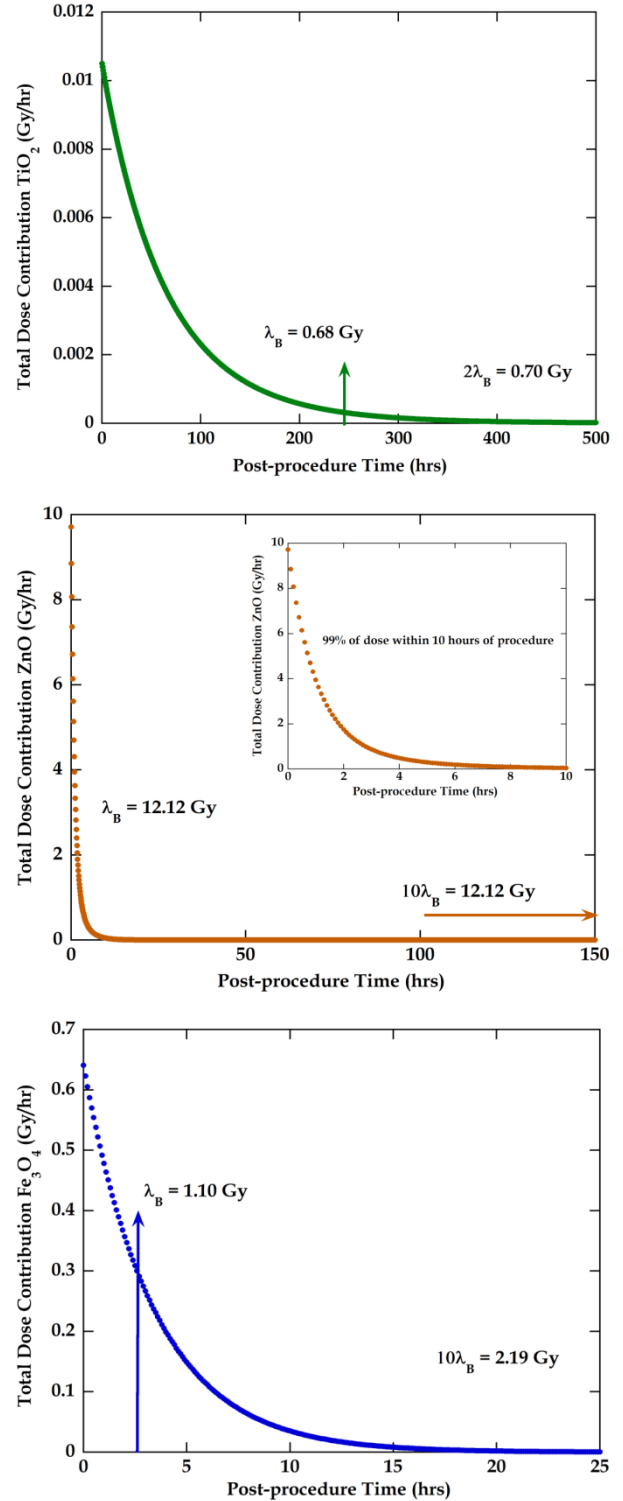 0.012
0.01
0.008
0.006
0.004
0.002
0
Total Dose Contribution TiO₂ (Gy/hr)
λ_B = 0.68 Gy
2λ_B = 0.70 Gy
0 100 200 300 400 500
Post-procedure Time (hrs)
10
8
6
4
2
0
Total Dose Contribution ZnO (Gy/hr)
10
8
6
4
2
0
Total Dose Contribution ZnO (Gy/hr)
99% of dose within 10 hours of procedure
0 2 4 6 8 10
Post-procedure Time (hrs)
λ_B = 12.12 Gy
10λ_B = 12.12 Gy
0 50 100 150
Post-procedure Time (hrs)
0.7
0.6
0.5
0.4
0.3
0.2
0.1
0
Total Dose Contribution Fe₃O₄ (Gy/hr)
λ_B = 1.10 Gy
10λ_B = 2.19 Gy
0 5 10 15 20 25
Post-procedure Time (hrs)